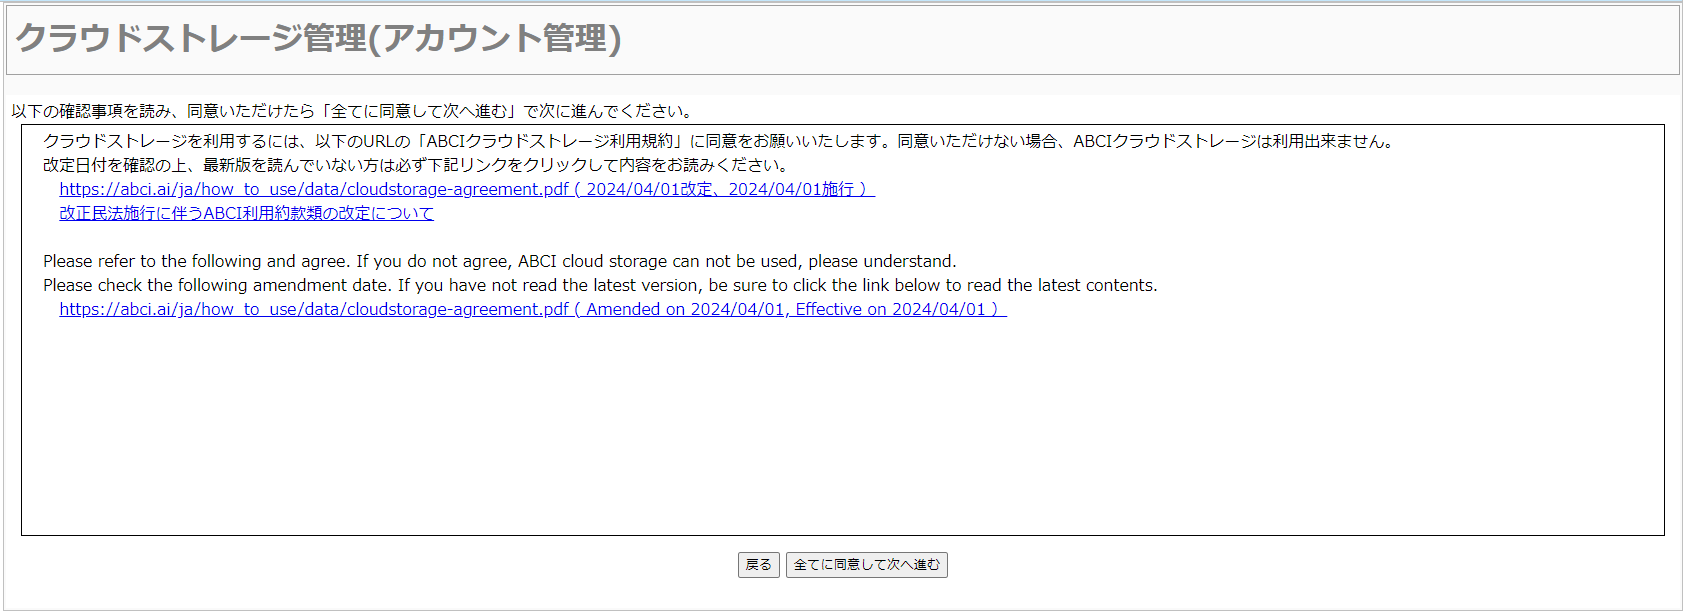 クラウドストレージ管理(アカウント管理)
以下の確認事項を読み、同意いただけたら「全てに同意して次へ進む」で次に進んでください。
クラウドストレージを利用するには、以下のURLの「ABCIクラウドストレージ利用規約」に同意をお願いいたします。同意いただけない場合、ABCIクラウドストレージは利用出来ません。
改定日付を確認の上、最新版を読んでいない方は必ず下記リンクをクリックして内容をお読みください。
https://abci.ai/ja/how_to_use/data/cloudstorage-agreement.pdf ( 2024/04/01改定、2024/04/01施行 )
改正民法施行に伴うABCI利用約款類の改定について
Please refer to the following and agree. If you do not agree, ABCI cloud storage can not be used, please understand.
Please check the following amendment date. If you have not read the latest version, be sure to click the link below to read the latest contents.
https://abci.ai/ja/how_to_use/data/cloudstorage-agreement.pdf ( Amended on 2024/04/01, Effective on 2024/04/01 )
戻る 全てに同意して次へ進む